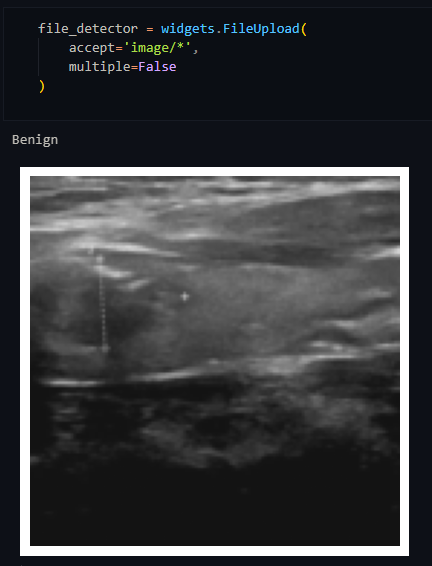 file_detector = widgets.FileUpload(
    accept='image/*',
    multiple=False
)
Benign